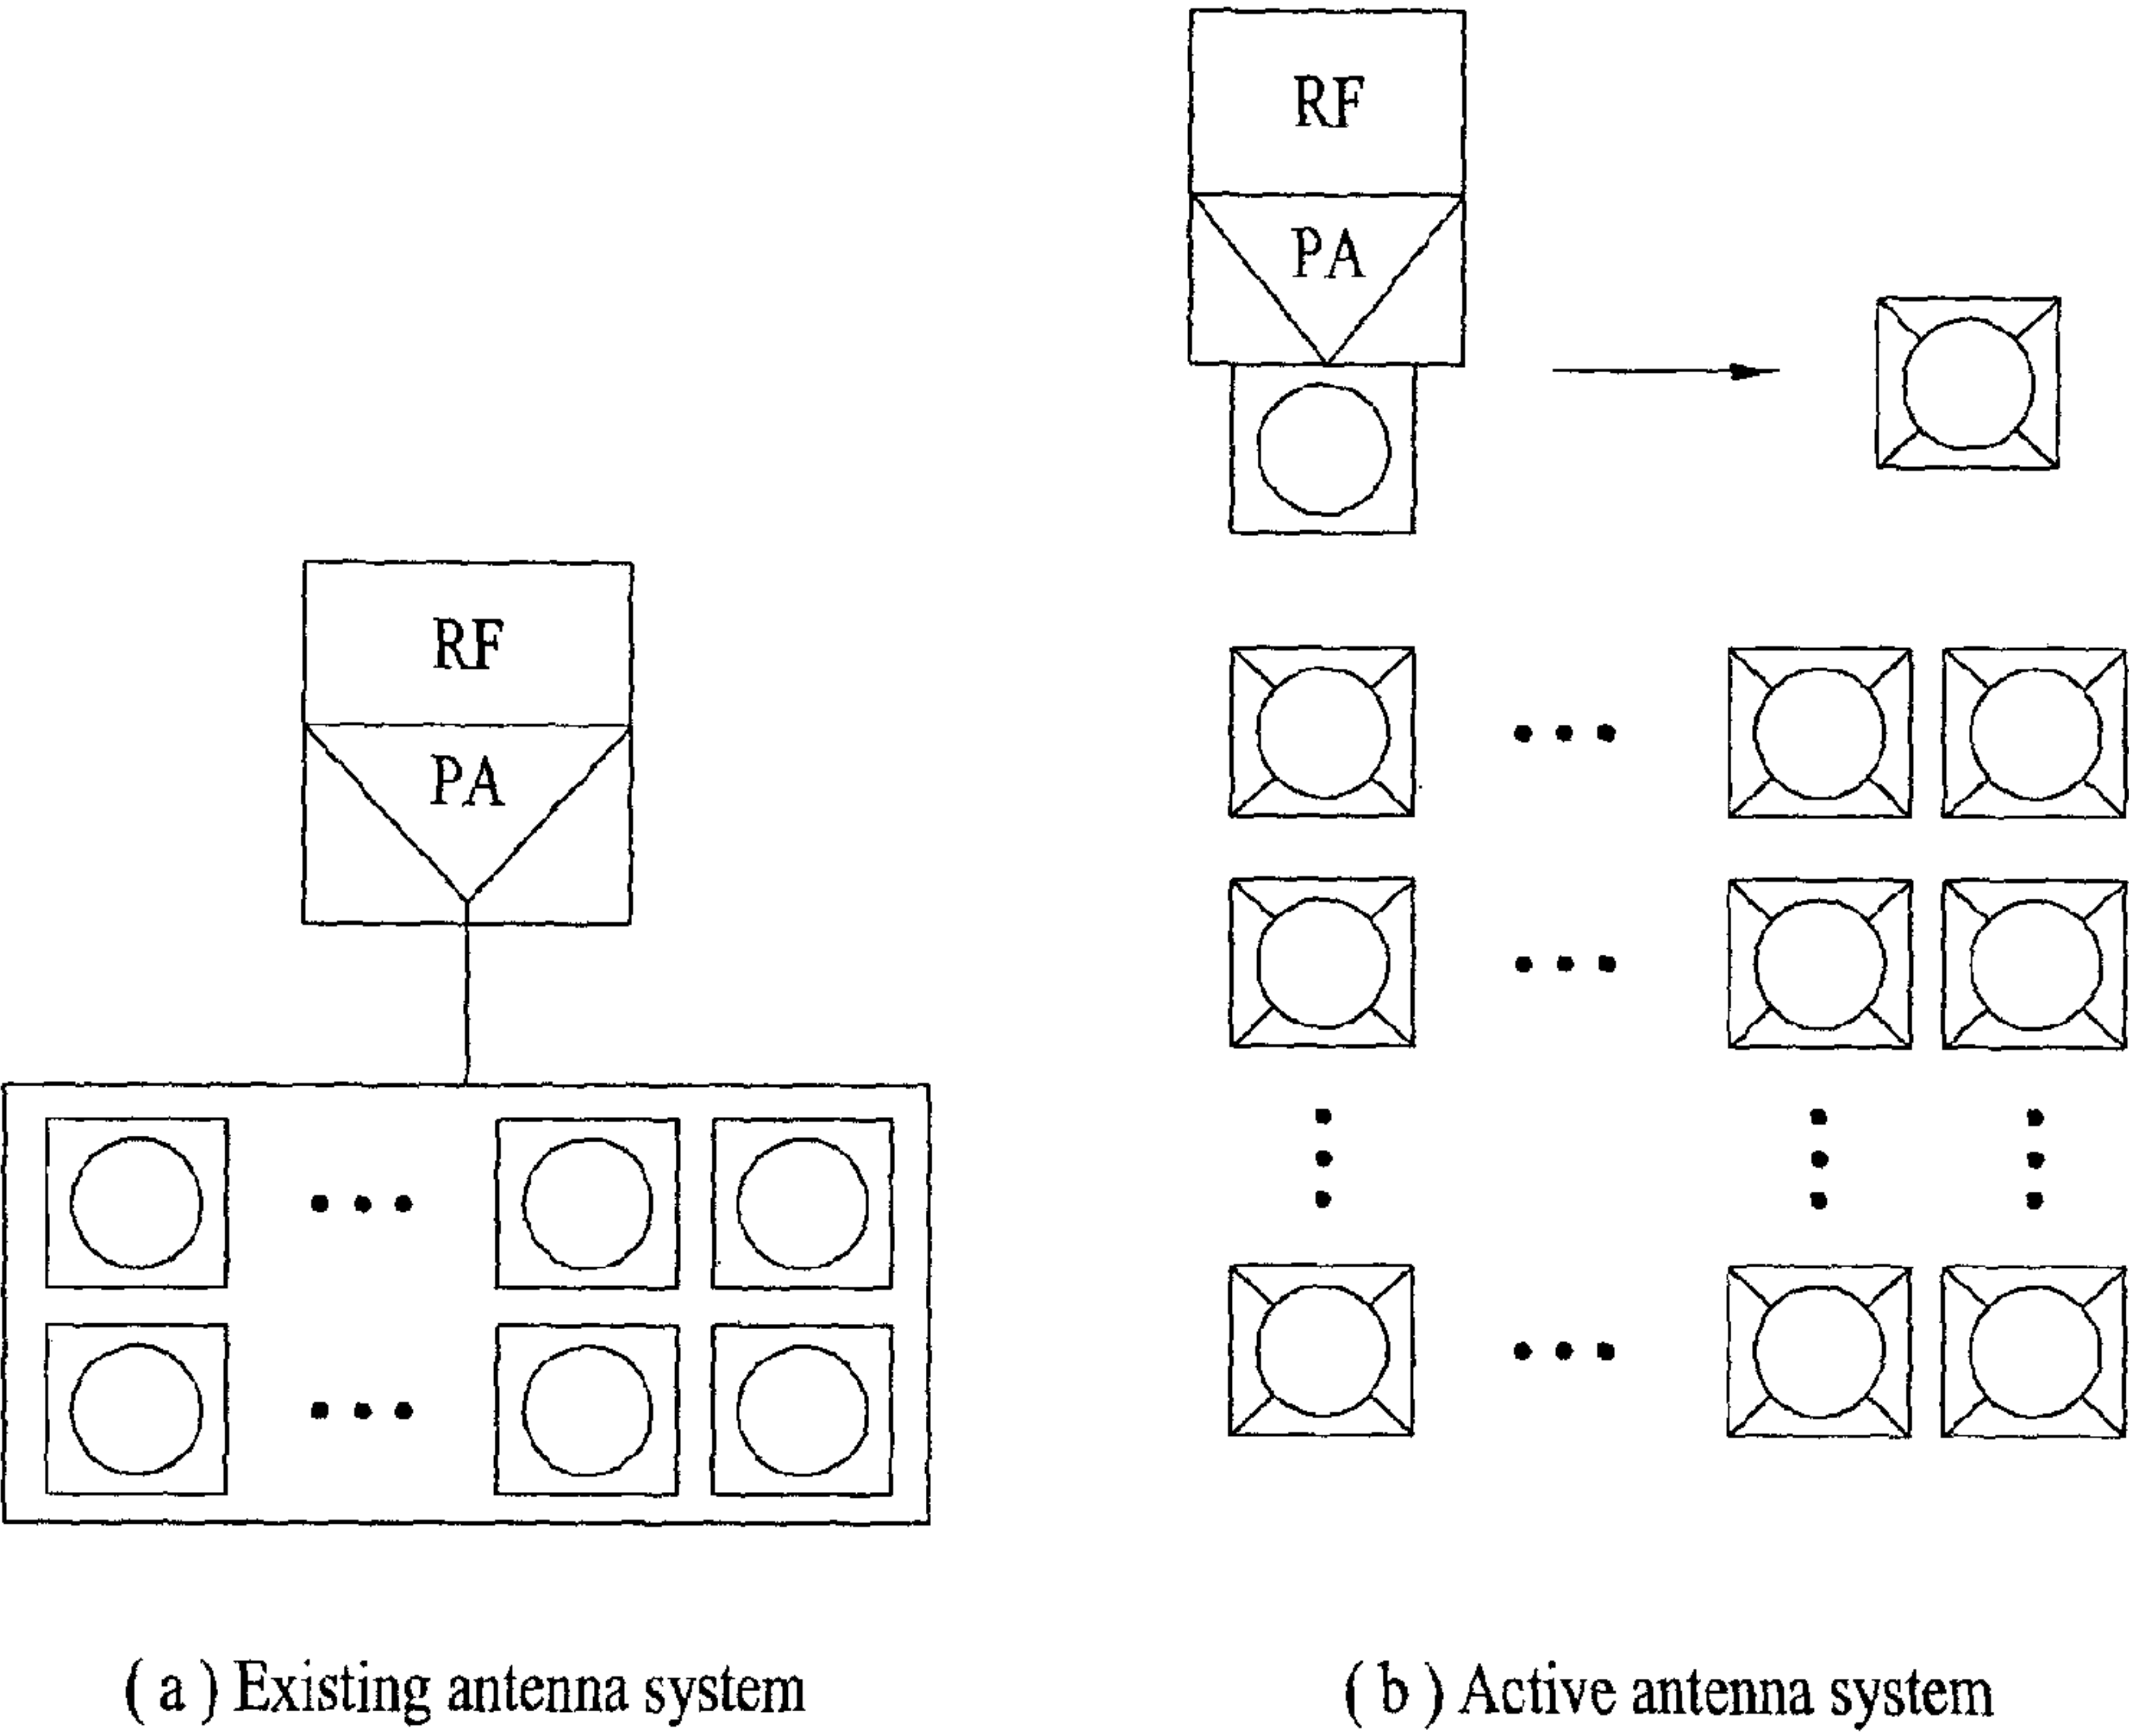 RF
PA
RF
PA
( a ) Existing antenna system
( b ) Active antenna system